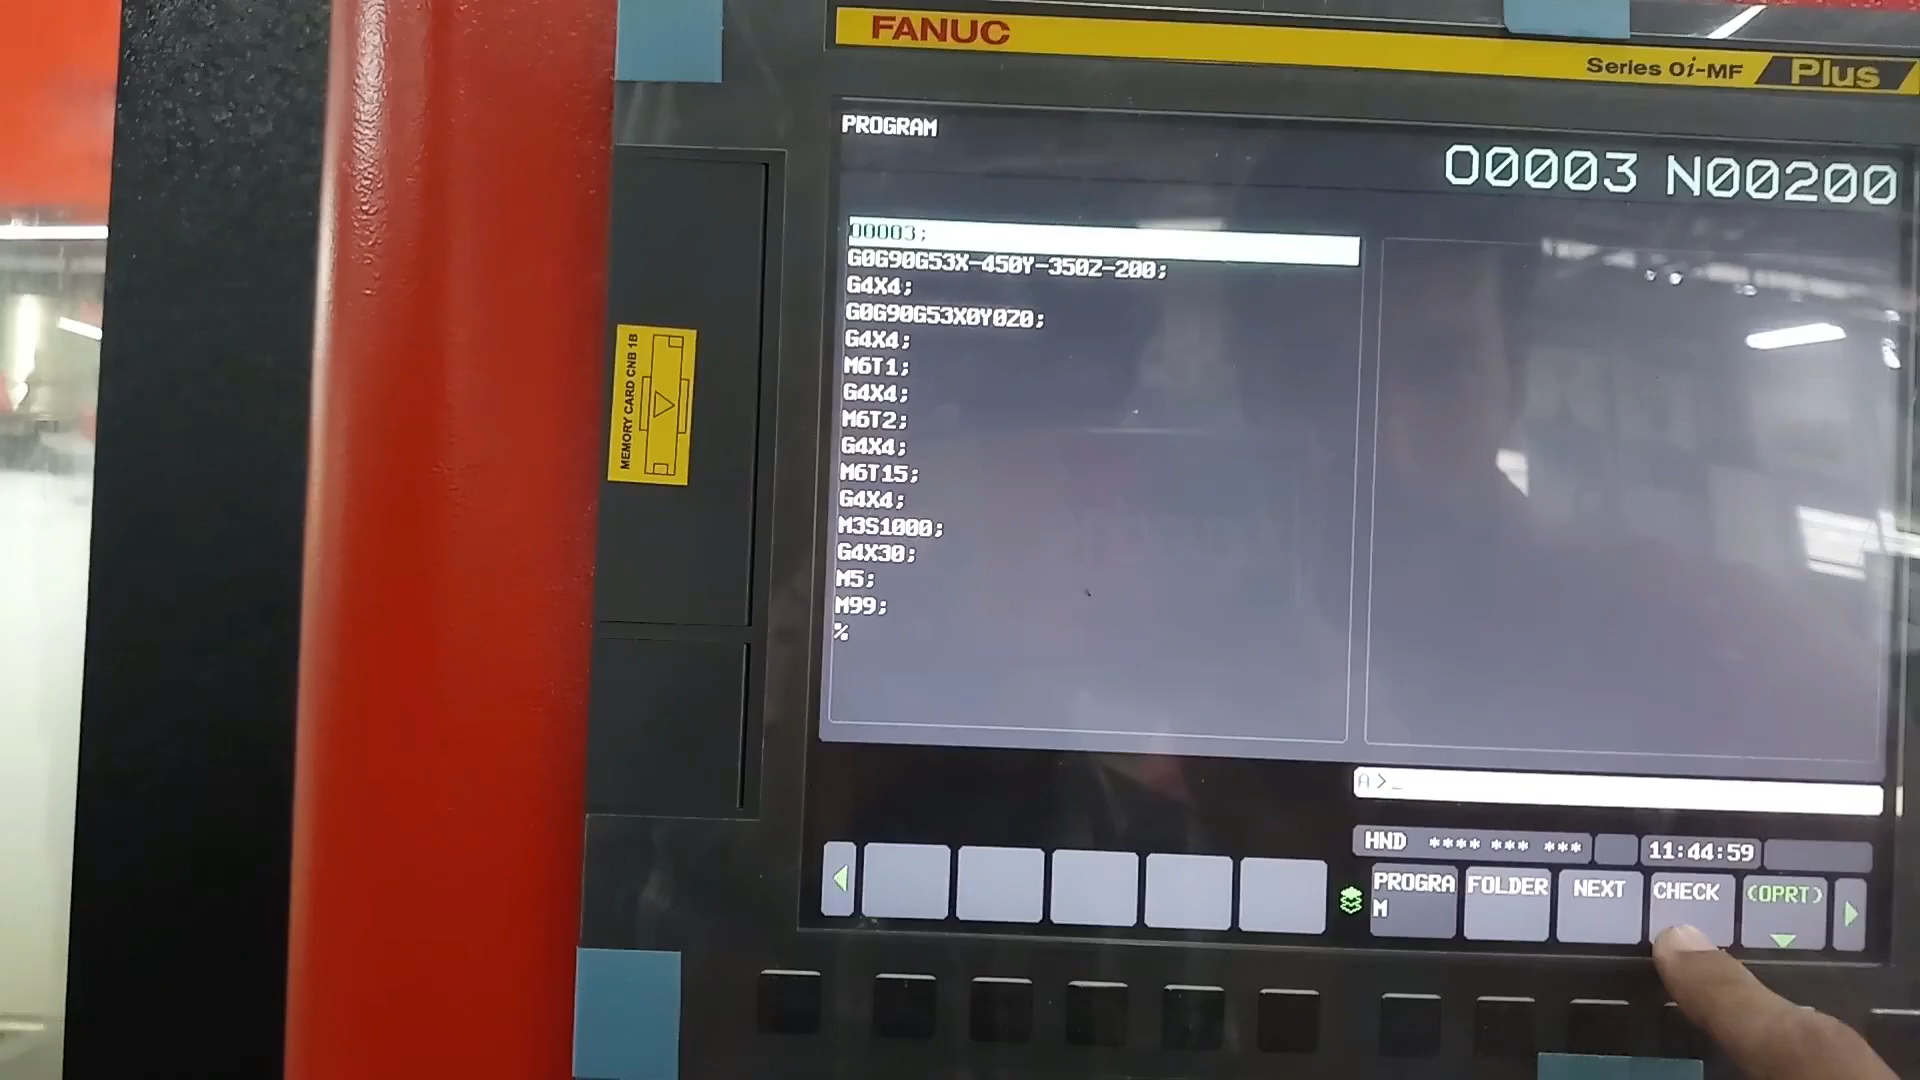 FANUC
Series 0i-MF Plus
PROGRAM
O0003 N00200
O0003;
G0G90G53X-450Y-350Z-200;
G4X4;
G0G90G53X0Y0Z0;
G4X4;
M6T1;
G4X4;
M6T2;
G4X4;
M6T15;
G4X4;
M3S1000;
G4X30;
M5;
M99;
%
MEMORY CARD CNB 1B
A>_
HND **** *** *** 11:44:59
PROGRAM FOLDER NEXT CHECK (OPRT)